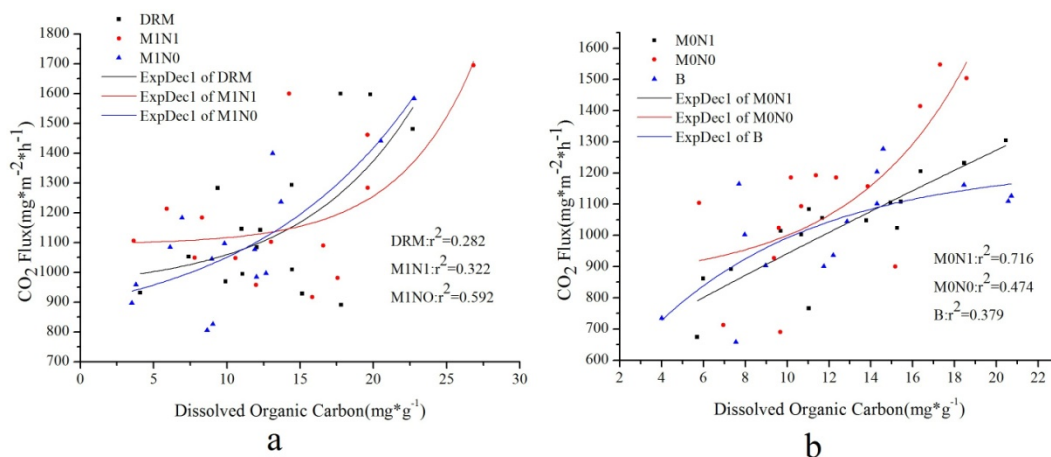 DRM
M1N1
M1N0
ExpDec1 of DRM
ExpDec1 of M1N1
ExpDec1 of M1N0
1800
1700
1600
1500
1400
1300
1200
1100
1000
900
800
700
CO2 Flux(mg*m-2*h-1)
DRM:r2=0.282
M1N1:r2=0.322
M1NO:r2=0.592
0 5 10 15 20 25 30
Dissolved Organic Carbon(mg*g-1)
a
M0N1
M0N0
B
ExpDec1 of M0N1
ExpDec1 of M0N0
ExpDec1 of B
1600
1500
1400
1300
1200
1100
1000
900
800
700
600
CO2 Flux(mg*m-2*h-1)
M0N1:r2=0.716
M0N0:r2=0.474
B:r2=0.379
2 4 6 8 10 12 14 16 18 20 22
Dissolved Organic Carbon(mg*g-1)
b